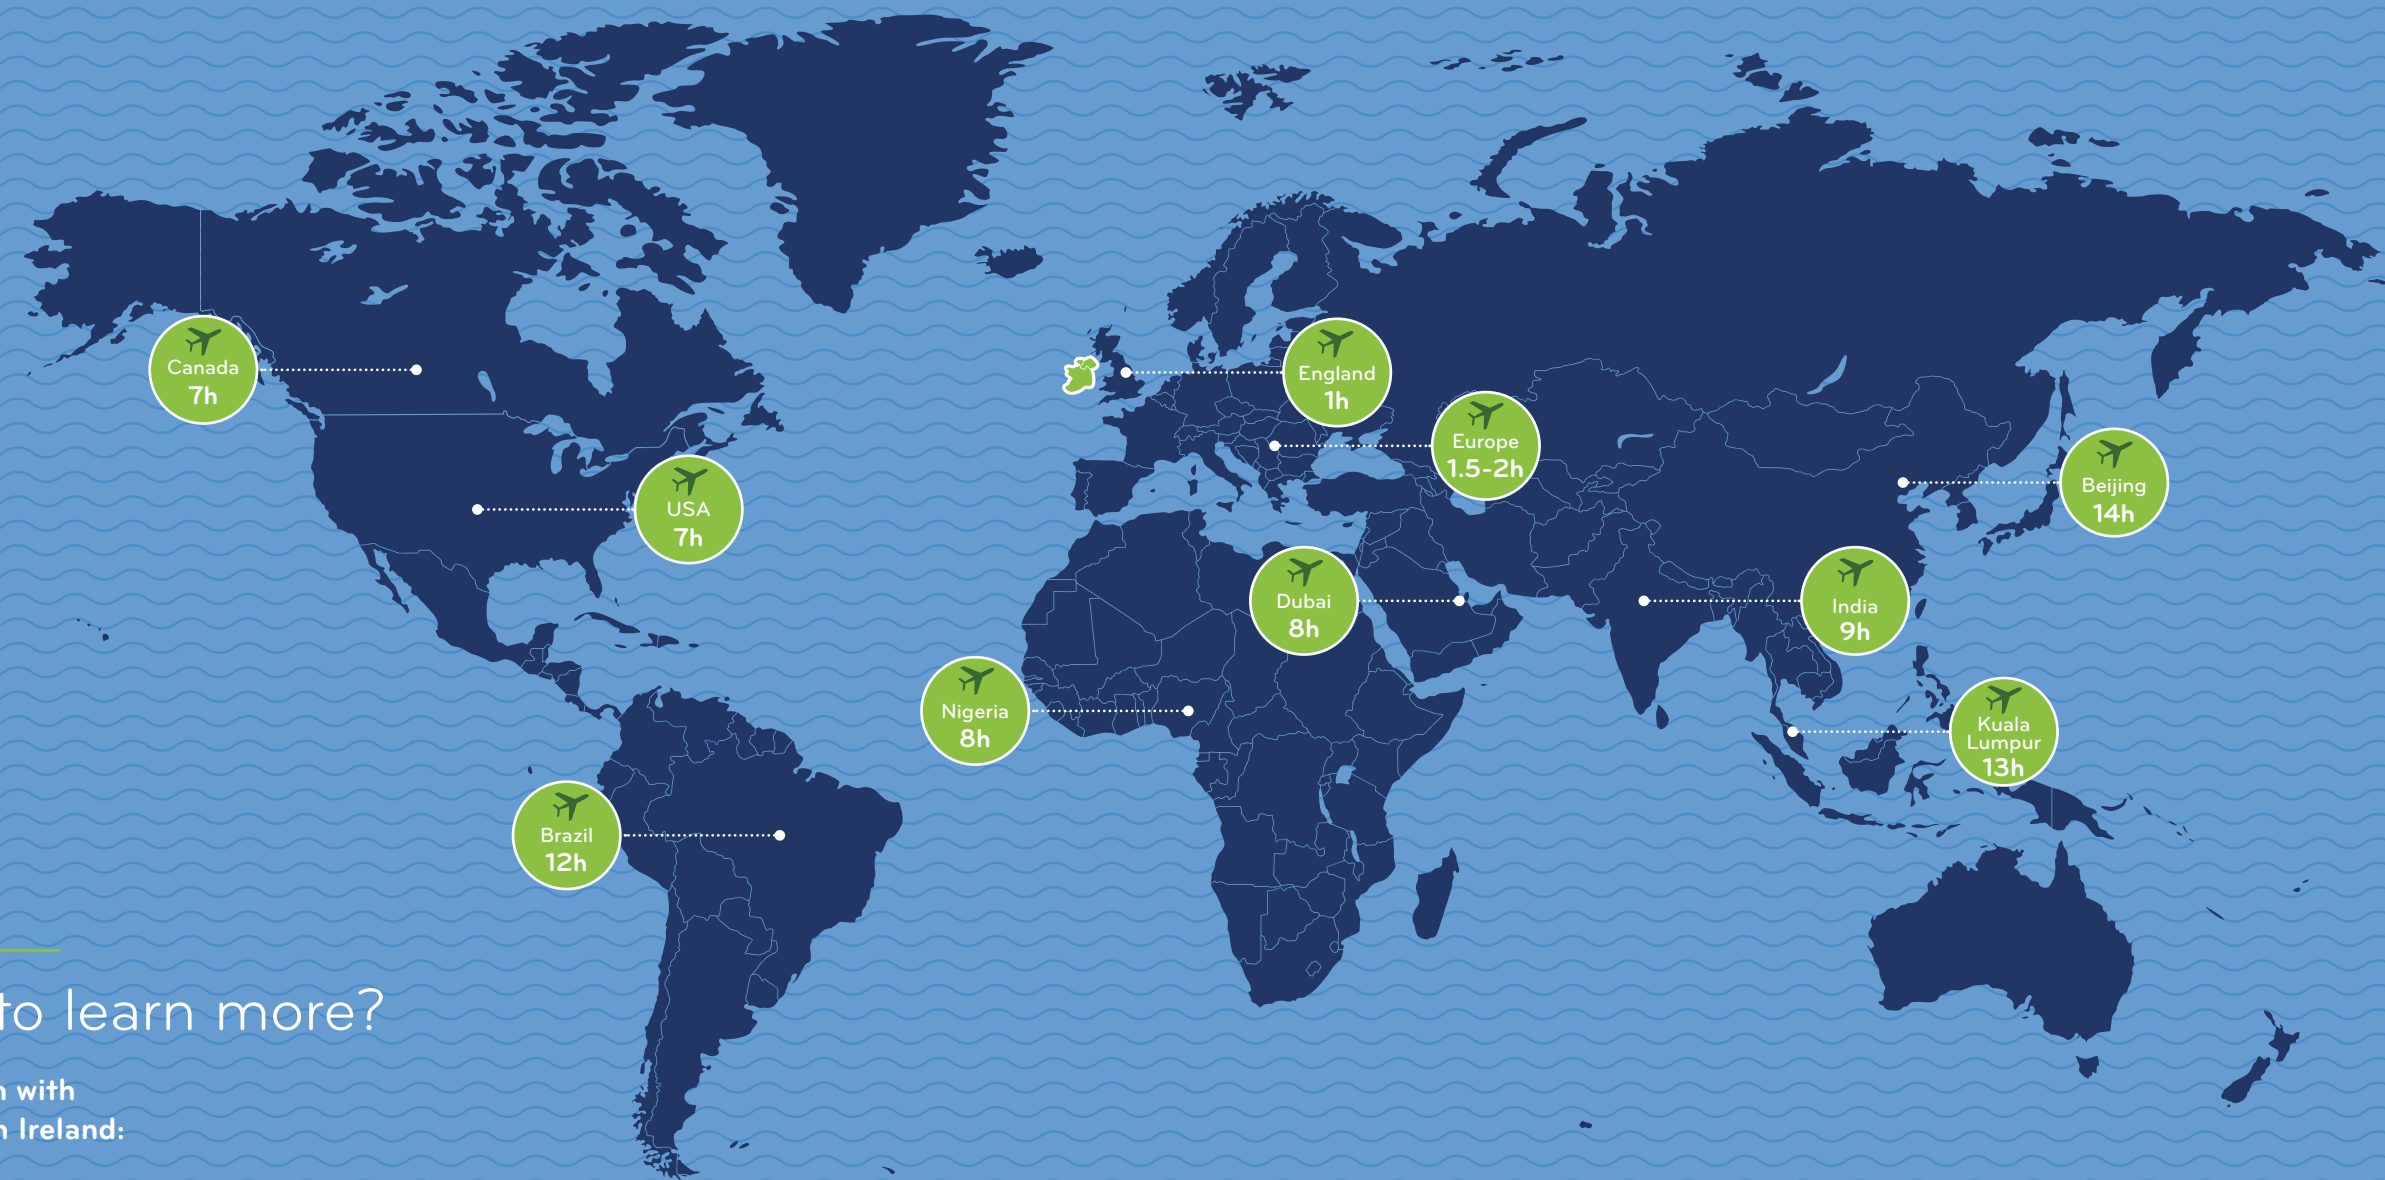 Canada
7h
USA
7h
Brazil
12h
Nigeria
8h
England
1h
Europe
1.5-2h
Dubai
8h
India
9h
Beijing
14h
Kuala
Lumpur
13h
to learn more?
with
Ireland: